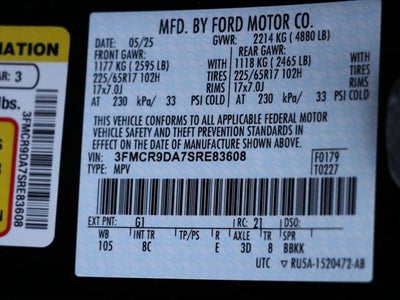 MATION
AR: 3
lbs.
3FMCR9DA7SRE83608
MFD. BY FORD MOTOR CO.
DATE: 05/25 GVWR: 2214 KG ( 4880 LB)
FRONT GAWR: REAR GAWR:
1177 KG ( 2595 LB) WITH 1118 KG ( 2465 LB) WITH
225/65R17 102H TIRES 225/65R17 102H TIRES
17x7.0J RIMS 17x7.0J RIMS
AT 230 kPa/ 33 PSI COLD AT 230 kPa/ 33 PSI COLD
THIS VEHICLE CONFORMS TO ALL APPLICABLE FEDERAL MOTOR
VEHICLE SAFETY AND THEFT PREVENTION STANDARDS IN
EFFECT ON THE DATE OF MANUFACTURE SHOWN ABOVE.
VIN: 3FMCR9DA7SRE83608 F0179
TYPE: MPV T0227
EXT PNT: G1 RC: 21 DSO:
WB INT TR TP/PS R AXLE TR SPR
105 8C E 3D 8 BBKK
UTC ▽ RU5A-1520472-AB